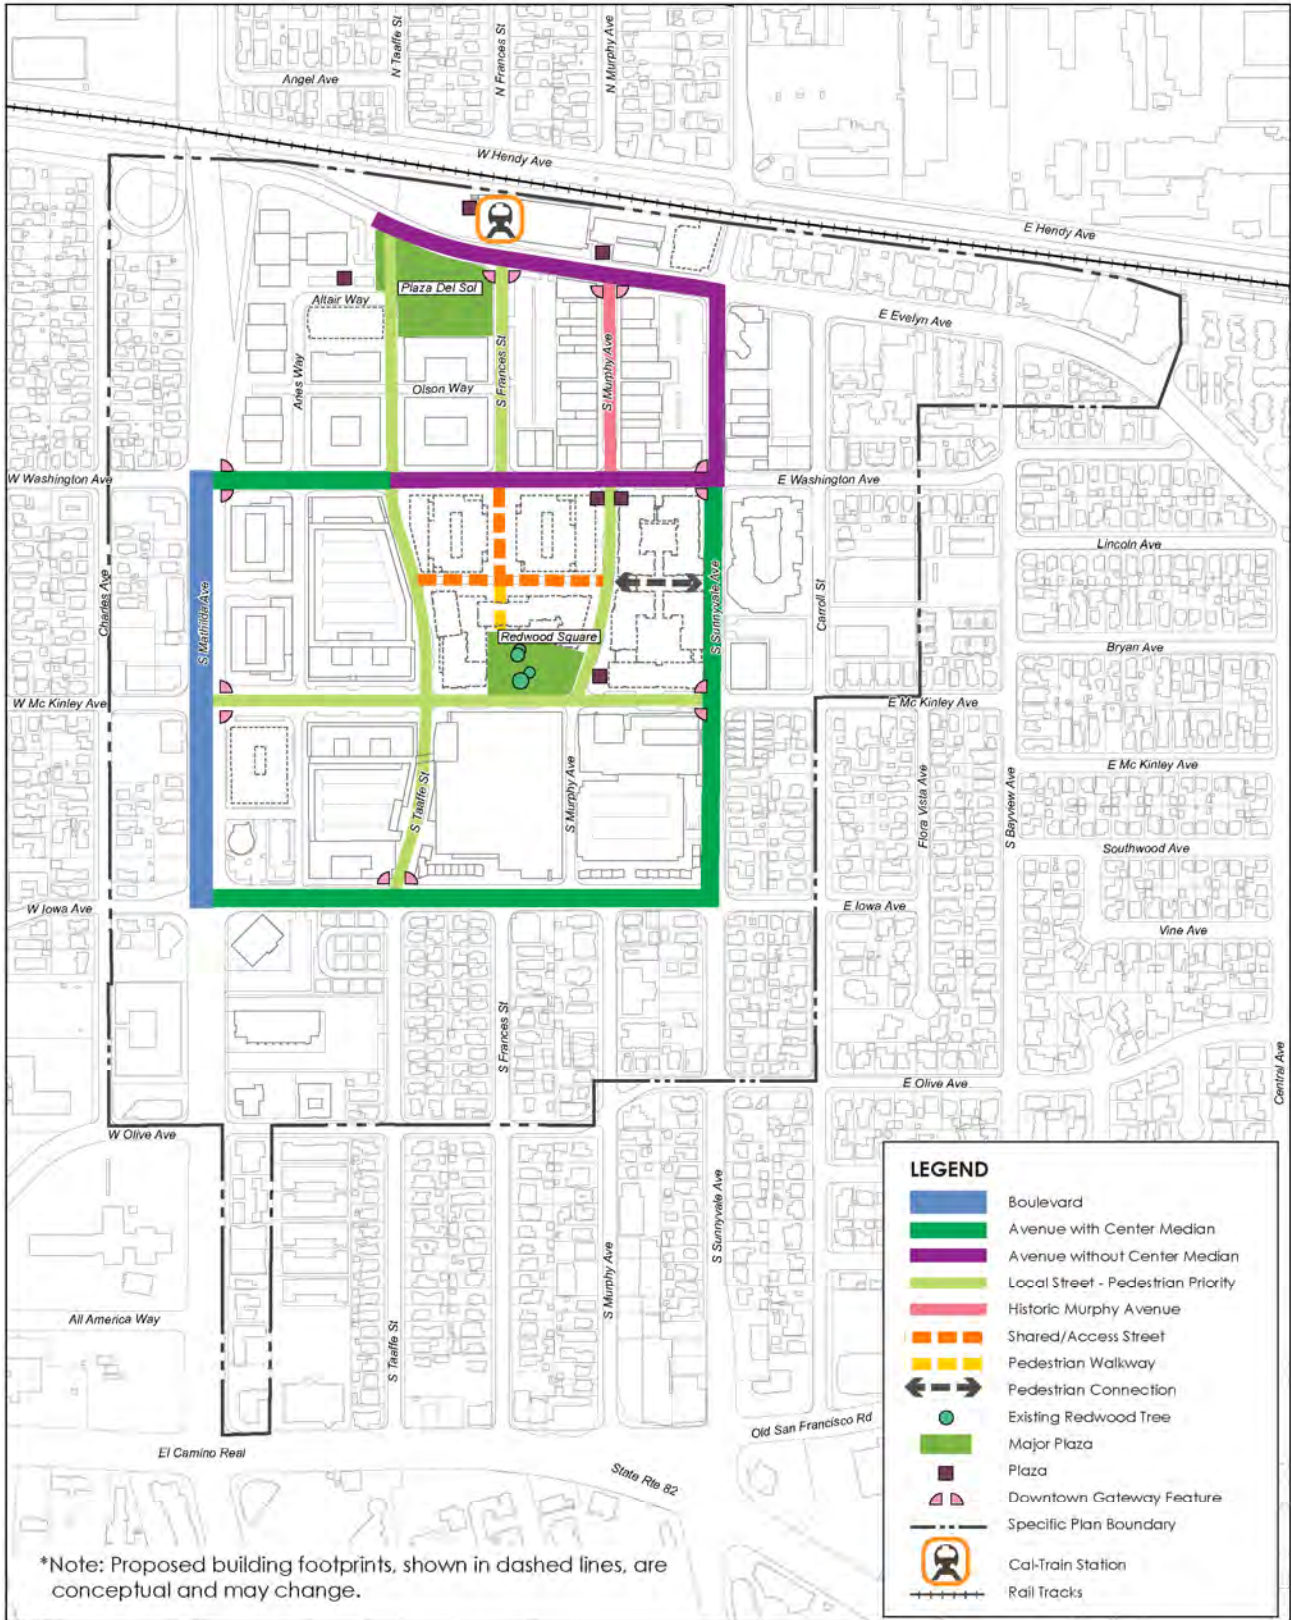 N Taaffe St
N Frances St
N Murphy Ave
Angel Ave
W Hendy Ave
E Hendy Ave
Plaza Del Sol
Altair Way
E Evelyn Ave
Aries Way
Olson Way
S Frances St
S Murphy Ave
W Washington Ave
E Washington Ave
Lincoln Ave
Charles Ave
S Mathilda Ave
S Sunnyvale Ave
Carroll St
Redwood Square
Bryan Ave
W Mc Kinley Ave
E Mc Kinley Ave
E Mc Kinley Ave
S Taaffe St
S Murphy Ave
Flora Vista Ave
S Bayview Ave
Southwood Ave
W Iowa Ave
E Iowa Ave
Vine Ave
S Frances St
E Olive Ave
Central Ave
W Olive Ave
S Sunnyvale Ave
S Murphy Ave
All America Way
S Taaffe St
Old San Francisco Rd
El Camino Real
State Rte 82
LEGEND
Boulevard
Avenue with Center Median
Avenue without Center Median
Local Street - Pedestrian Priority
Historic Murphy Avenue
Shared/Access Street
Pedestrian Walkway
Pedestrian Connection
Existing Redwood Tree
Major Plaza
Plaza
Downtown Gateway Feature
Specific Plan Boundary
Cal-Train Station
Rail Tracks
*Note: Proposed building footprints, shown in dashed lines, are
conceptual and may change.